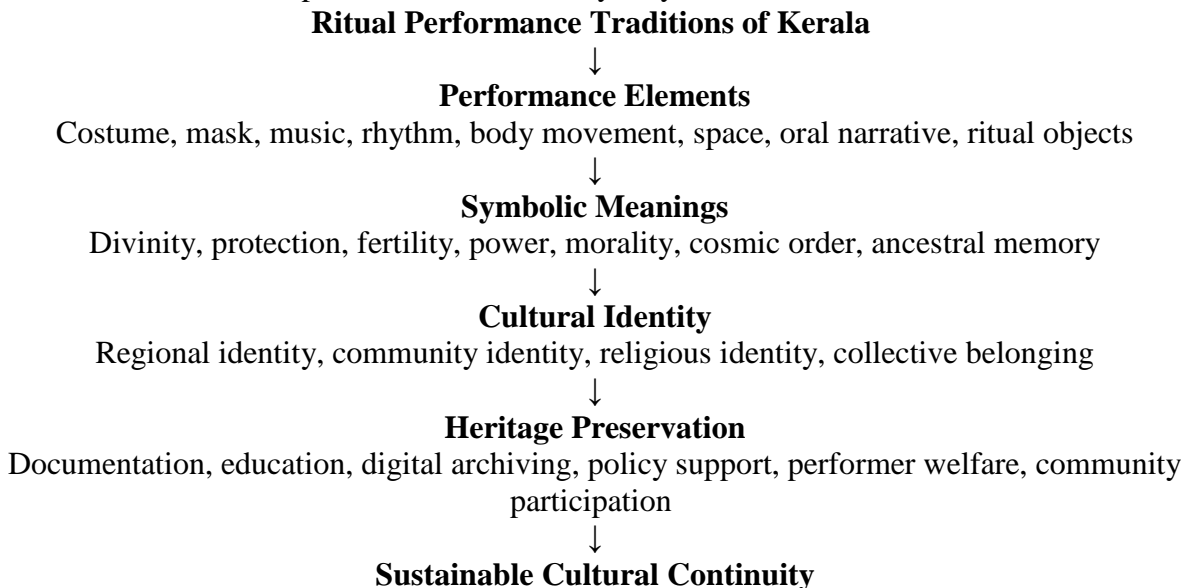 Ritual Performance Traditions of Kerala
↓
Performance Elements
Costume, mask, music, rhythm, body movement, space, oral narrative, ritual objects
↓
Symbolic Meanings
Divinity, protection, fertility, power, morality, cosmic order, ancestral memory
↓
Cultural Identity
Regional identity, community identity, religious identity, collective belonging
↓
Heritage Preservation
Documentation, education, digital archiving, policy support, performer welfare, community
participation
↓
Sustainable Cultural Continuity